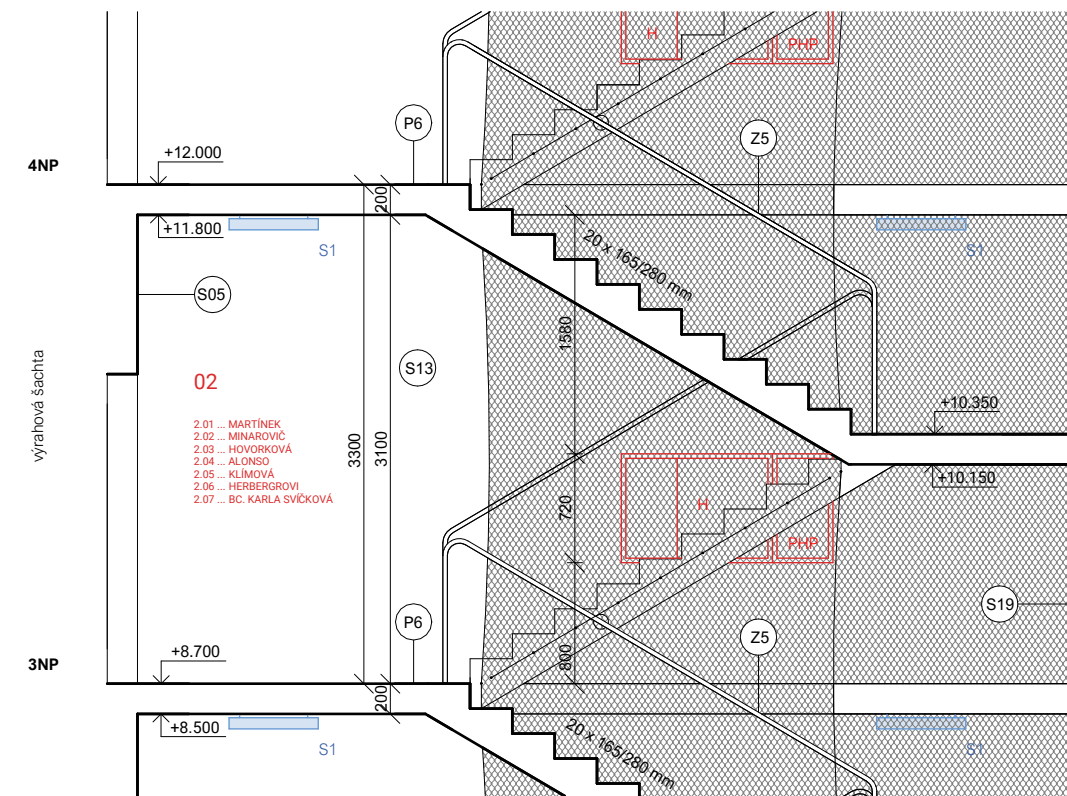 H
PHP
P6
Z5
+12.000
4NP
200
+11.800
S1
S1
20 x 165/280 mm
S05
1580
výrahová šachta
S13
02
+10.350
2.01 ... MARTÍNEK
2.02 ... MINAROVIČ
2.03 ... HOVORKOVÁ
2.04 ... ALONSO
2.05 ... KLÍMOVÁ
2.06 ... HERBERGROVI
2.07 ... BC. KARLA SVÍČKOVÁ
3300
3100
+10.150
720
H
PHP
S19
P6
Z5
+8.700
3NP
800
200
+8.500
S1
S1
20 x 165/280 mm